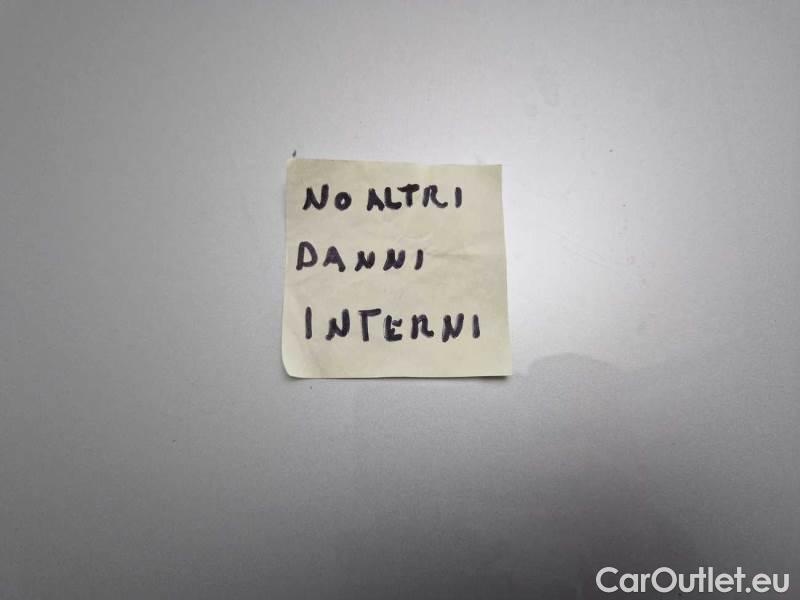 NO ALTRI
DANNI
INTERNI
CarOutlet.eu